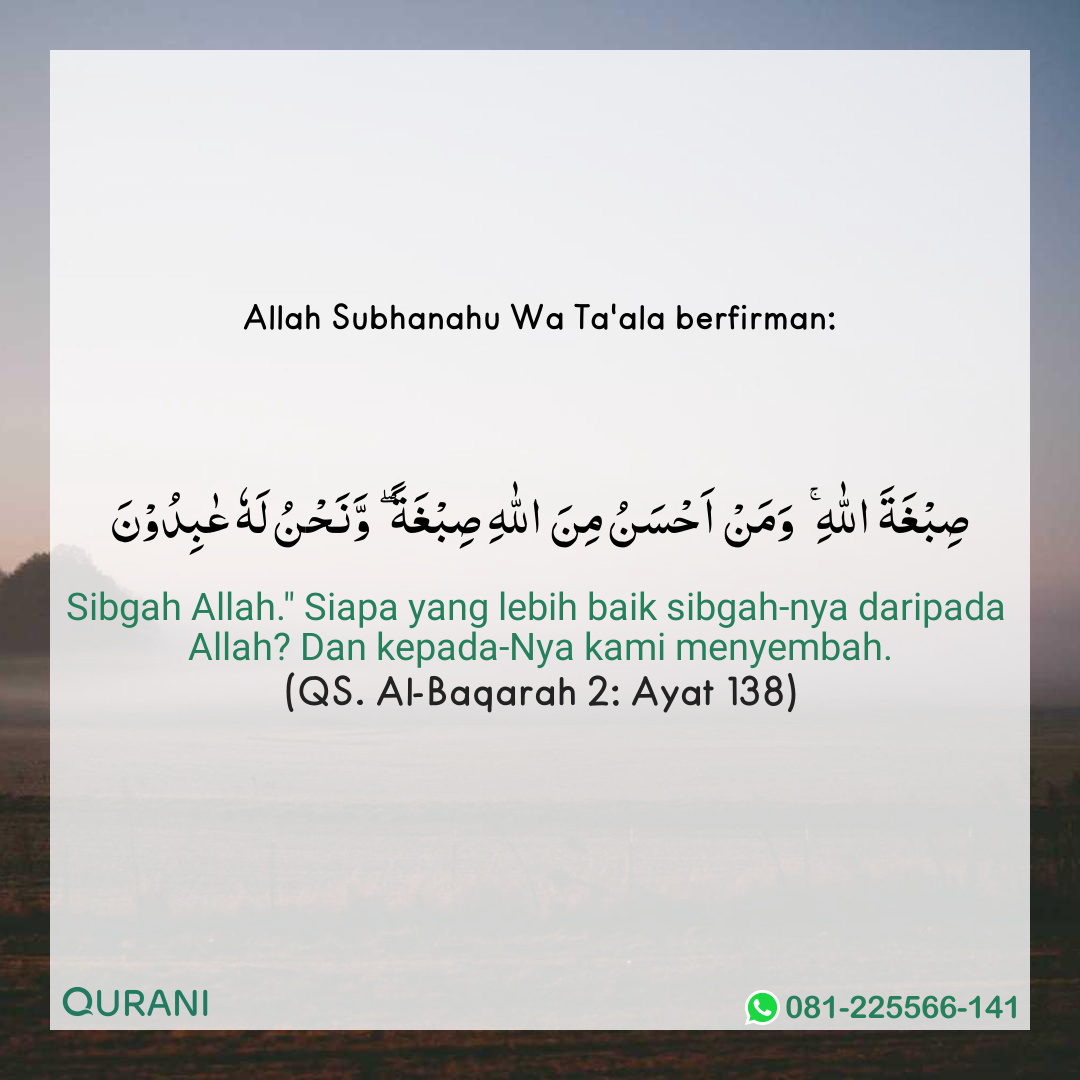 Allah Subhanahu Wa Ta'ala berfirman:
صِبْغَةَ اللّٰهِ ۚ وَمَنْ اَحْسَنُ مِنَ اللّٰهِ صِبْغَةً ۖ وَّنَحْنُ لَهٗ عٰبِدُوْنَ
Sibgah Allah." Siapa yang lebih baik sibgah-nya daripada
Allah? Dan kepada-Nya kami menyembah.
(QS. Al-Baqarah 2: Ayat 138)
QURANI
081-225566-141